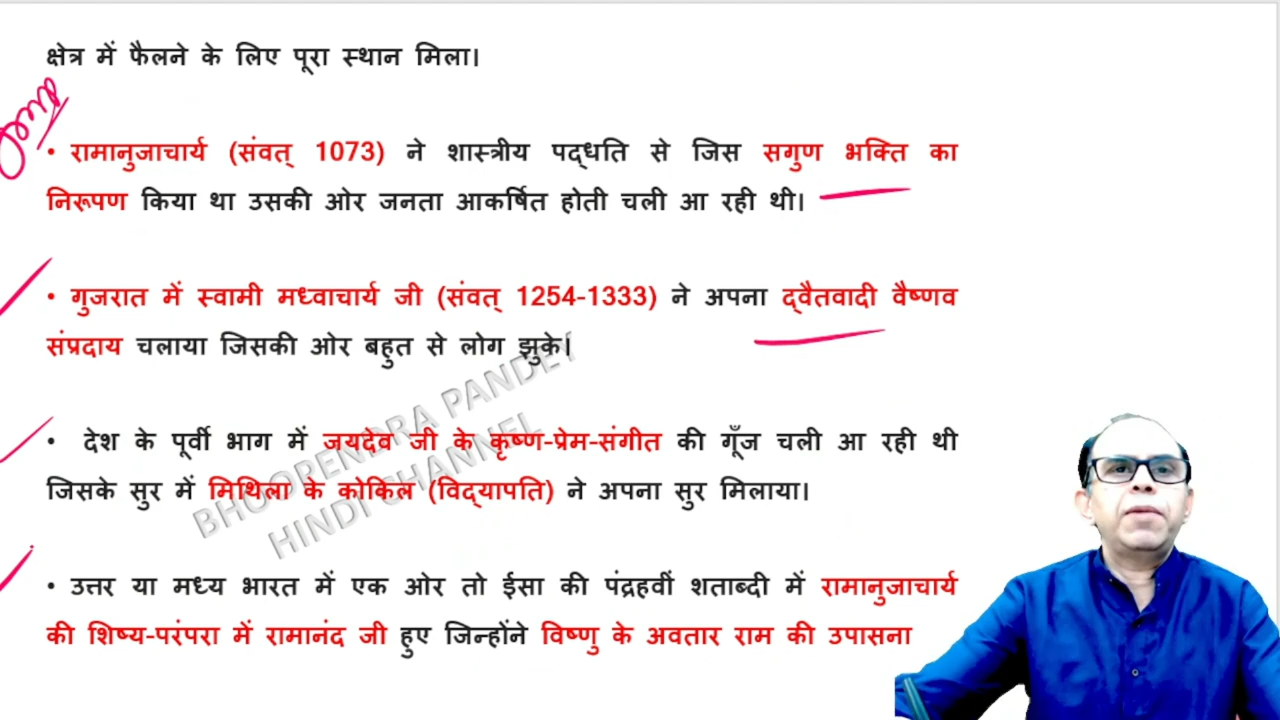 क्षेत्र में फैलने के लिए पूरा स्थान मिला।
• रामानुजाचार्य (संवत् 1073) ने शास्त्रीय पद्धति से जिस सगुण भक्ति का
निरूपण किया था उसकी ओर जनता आकर्षित होती चली आ रही थी।
• गुजरात में स्वामी मध्वाचार्य जी (संवत् 1254-1333) ने अपना द्वैतवादी वैष्णव
संप्रदाय चलाया जिसकी ओर बहुत से लोग झुके।
• देश के पूर्वी भाग में जयदेव जी के कृष्ण-प्रेम-संगीत की गूँज चली आ रही थी
जिसके सुर में मिथिला के कोकिल (विद्यापति) ने अपना सुर मिलाया।
• उत्तर या मध्य भारत में एक ओर तो ईसा की पंद्रहवीं शताब्दी में रामानुजाचार्य
की शिष्य-परंपरा में रामानंद जी हुए जिन्होंने विष्णु के अवतार राम की उपासना
BHOOPENDRA PANDEY
HINDI CHANNEL